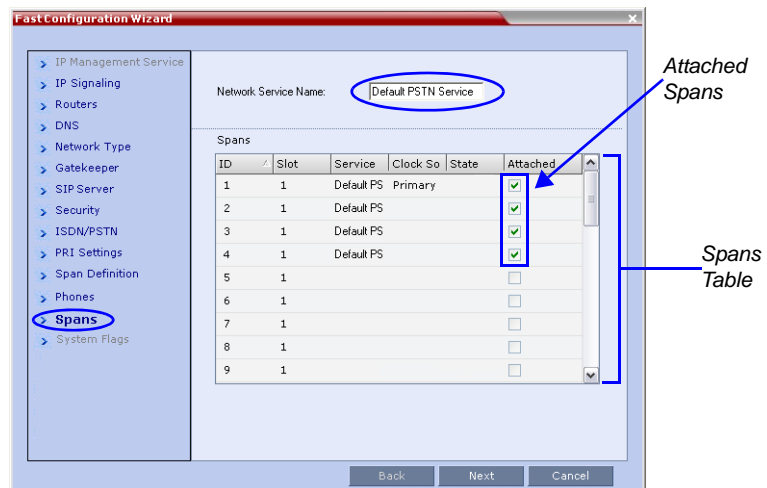 Fast Configuration Wizard
IP Management Service
IP Signaling
Routers
DNS
Network Type
Gatekeeper
SIP Server
Security
ISDN/PSTN
PRI Settings
Span Definition
Phones
Spans
System Flags
Network Service Name: Default PSTN Service
Spans
ID Slot Service Clock So State Attached
1 1 Default PS Primary
2 1 Default PS
3 1 Default PS
4 1 Default PS
5 1
6 1
7 1
8 1
9 1
Back Next Cancel
Attached
Spans
Spans
Table